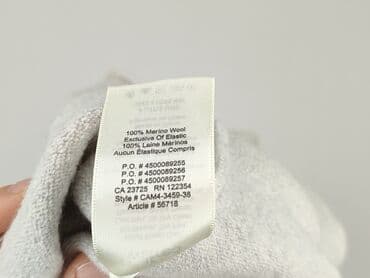 100% Merino Wool
Exclusive Of Elastic
100% Laine Mérinos
Aucun Élastique Compris
P.O. # 4500089255
P.O. # 4500089256
P.O. # 4500089257
CA 23725 RN 122354
Style # CAM4-3459-36
Article # 56718